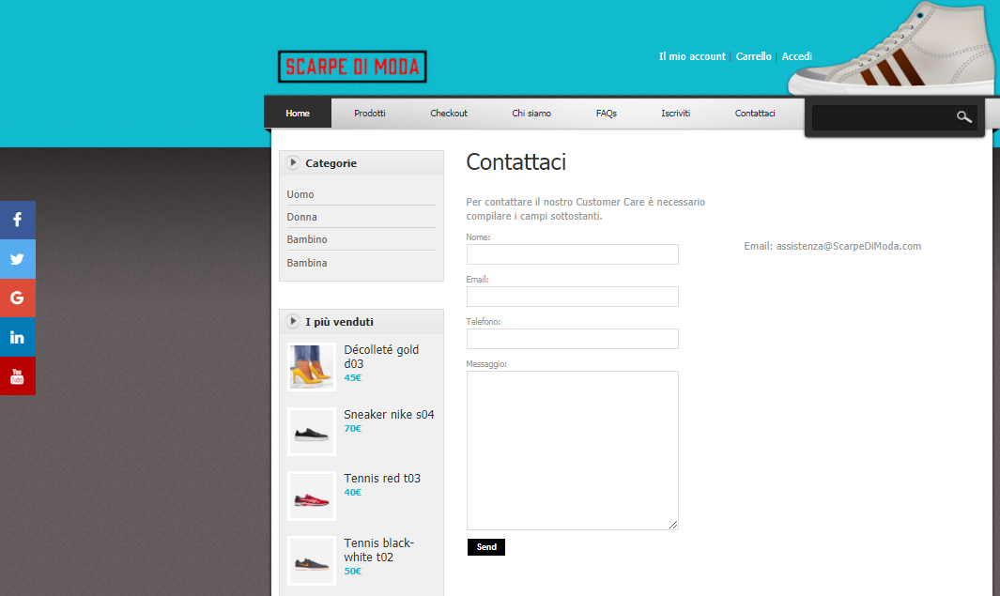 SCARPE DI MODA
Il mio account | Carrello | Accedi
Home
Prodotti
Checkout
Chi siamo
FAQs
Iscriviti
Contattaci
Categorie
Uomo
Donna
Bambino
Bambina
I più venduti
Décolleté gold
d03
45€
Sneaker nike s04
70€
Tennis red t03
40€
Tennis black-
white t02
50€
Contattaci
Per contattare il nostro Customer Care è necessario
compilare i campi sottostanti.
Nome:
Email:
Telefono:
Messaggio:
Send
Email: assistenza@ScarpeDiModa.com
f
G
in
You
Tube